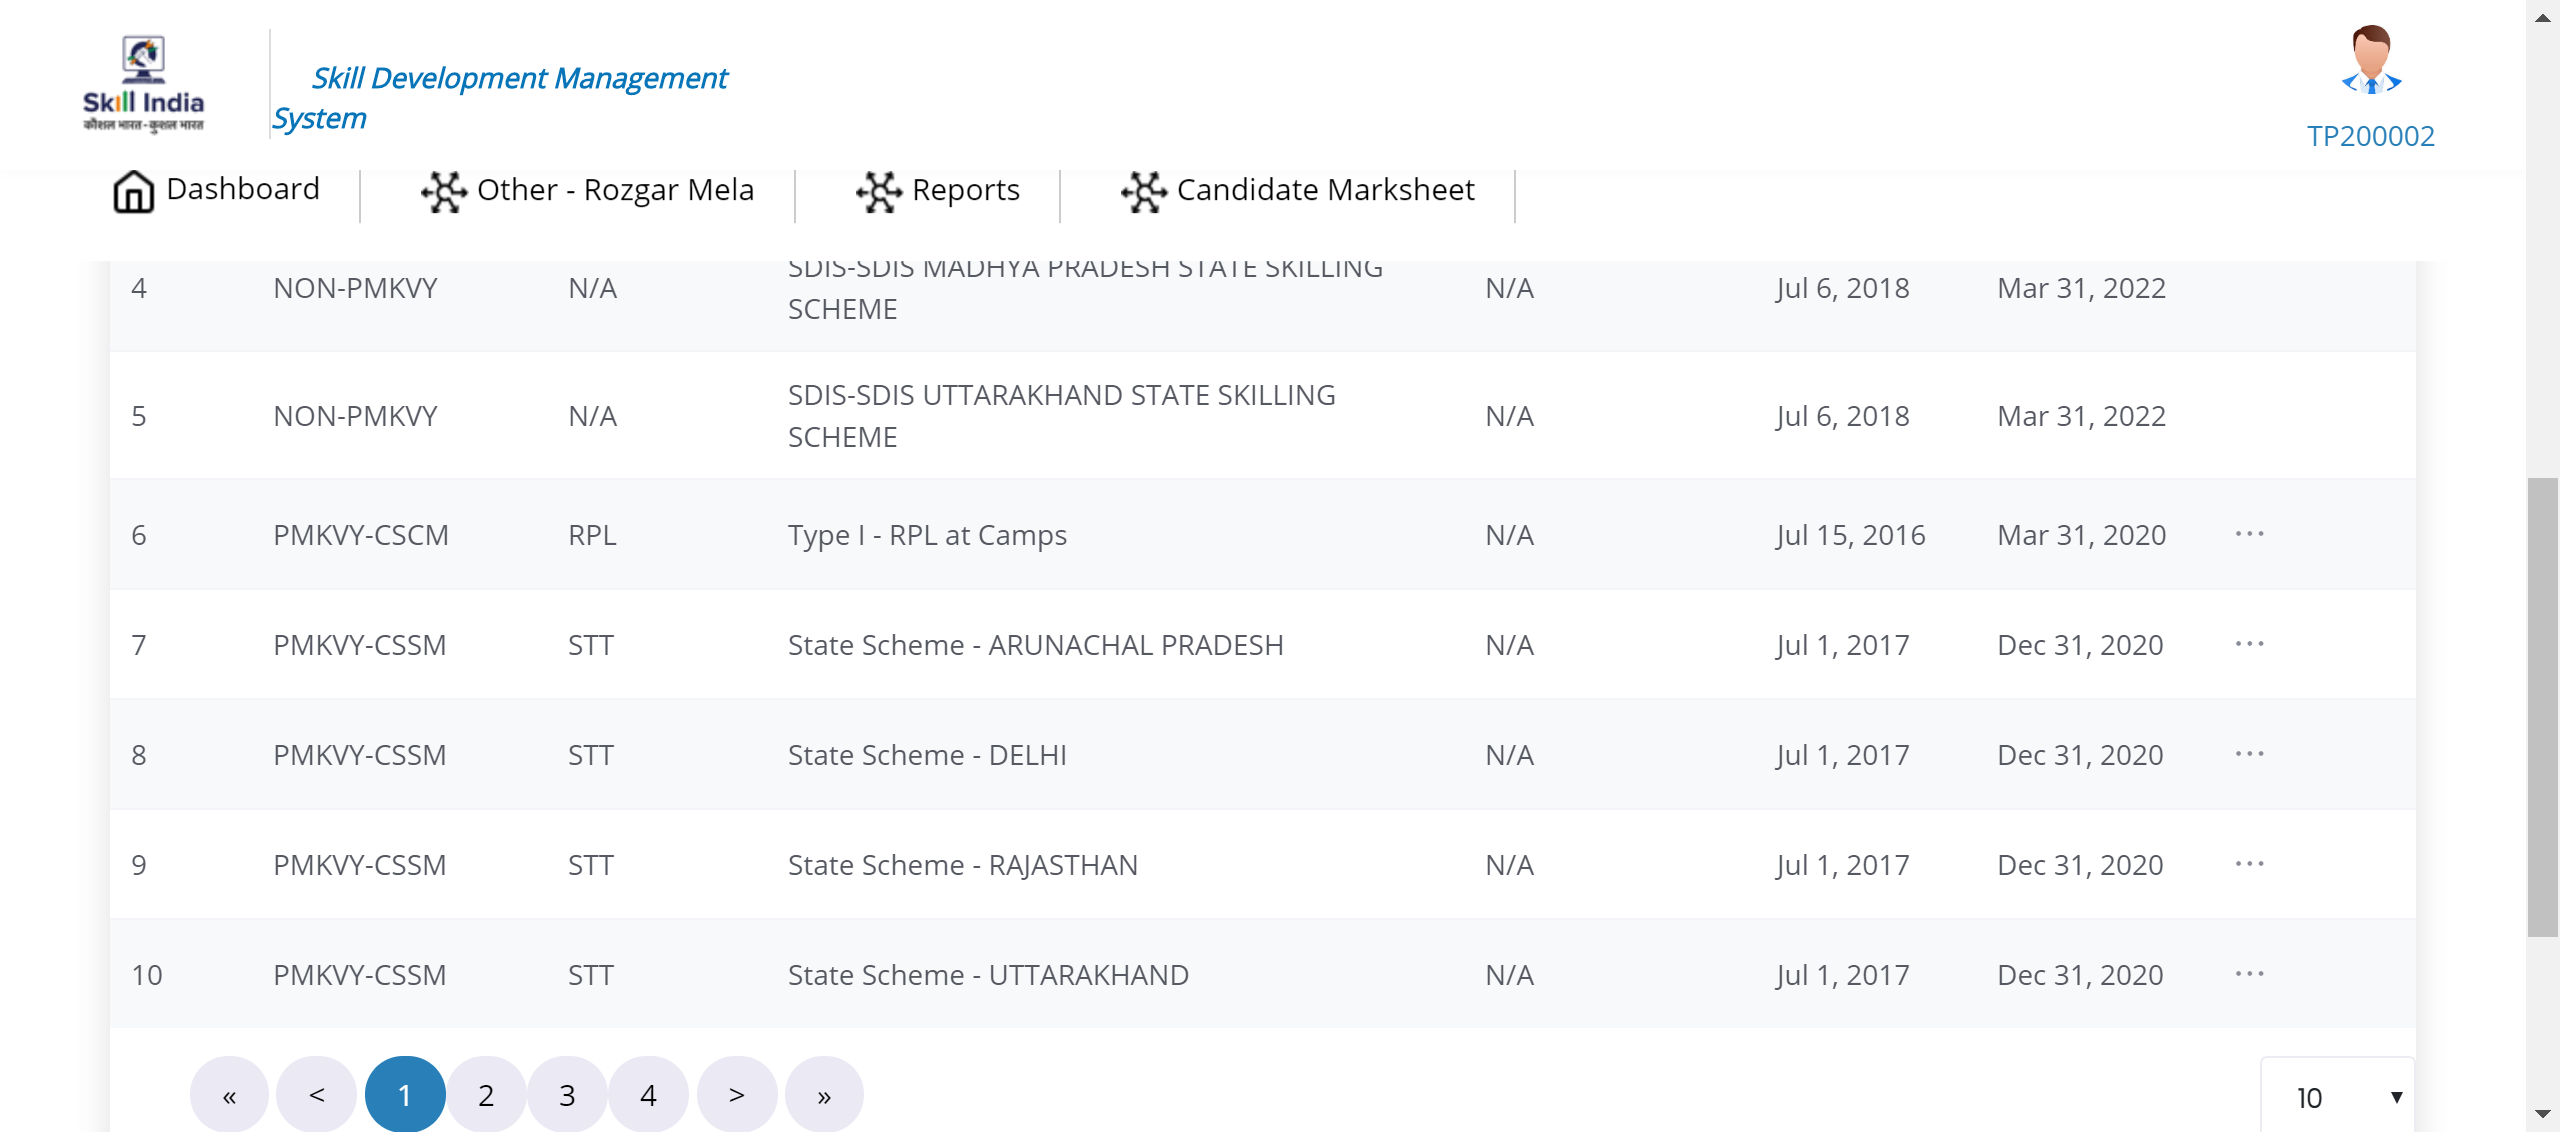 Skill India
कौशल भारत-कुशल भारत
Skill Development Management
System
TP200002
Dashboard
Other - Rozgar Mela
Reports
Candidate Marksheet
4 NON-PMKVY N/A SDIS-SDIS MADHYA PRADESH STATE SKILLING SCHEME N/A Jul 6, 2018 Mar 31, 2022
5 NON-PMKVY N/A SDIS-SDIS UTTARAKHAND STATE SKILLING SCHEME N/A Jul 6, 2018 Mar 31, 2022
6 PMKVY-CSCM RPL Type I - RPL at Camps N/A Jul 15, 2016 Mar 31, 2020 ...
7 PMKVY-CSSM STT State Scheme - ARUNACHAL PRADESH N/A Jul 1, 2017 Dec 31, 2020 ...
8 PMKVY-CSSM STT State Scheme - DELHI N/A Jul 1, 2017 Dec 31, 2020 ...
9 PMKVY-CSSM STT State Scheme - RAJASTHAN N/A Jul 1, 2017 Dec 31, 2020 ...
10 PMKVY-CSSM STT State Scheme - UTTARAKHAND N/A Jul 1, 2017 Dec 31, 2020 ...
« < 1 2 3 4 > » 10